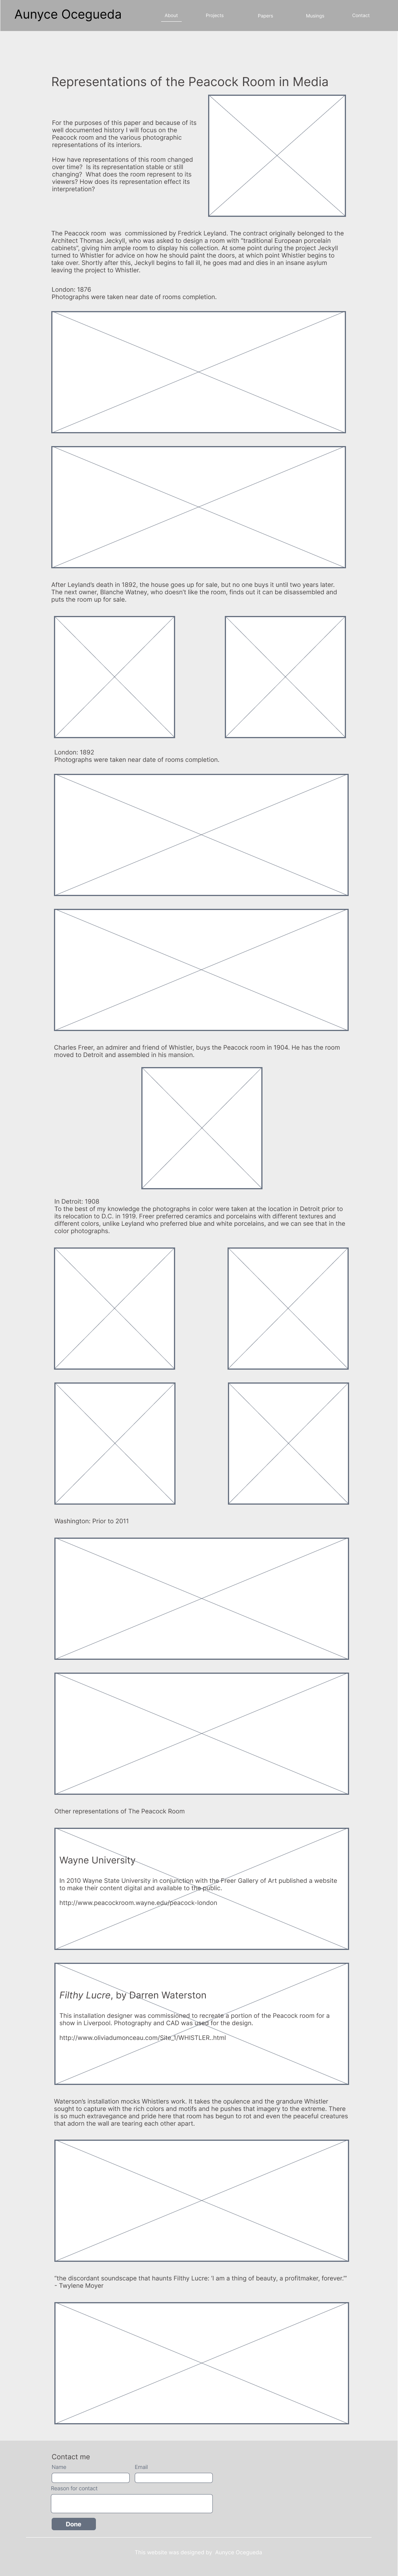 Aunyce Ocegueda
About
Projects
Papers
Musings
Contact
Representations of the Peacock Room in Media
For the purposes of this paper and because of its
well documented history I will focus on the
Peacock room and the various photographic
representations of its interiors.
How have representations of this room changed
over time?  Is its representation stable or still
changing?  What does the room represent to its
viewers? How does its representation effect its
interpretation?
The Peacock room  was  commissioned by Fredrick Leyland. The contract originally belonged to the
Architect Thomas Jeckyll, who was asked to design a room with “traditional European porcelain
cabinets”, giving him ample room to display his collection. At some point during the project Jeckyll
turned to Whistler for advice on how he should paint the doors, at which point Whistler begins to
take over. Shortly after this, Jeckyll begins to fall ill, he goes mad and dies in an insane asylum
leaving the project to Whistler.
London: 1876
Photographs were taken near date of rooms completion.
After Leyland’s death in 1892, the house goes up for sale, but no one buys it until two years later.
The next owner, Blanche Watney, who doesn’t like the room, finds out it can be disassembled and
puts the room up for sale.
London: 1892
Photographs were taken near date of rooms completion.
Charles Freer, an admirer and friend of Whistler, buys the Peacock room in 1904. He has the room
moved to Detroit and assembled in his mansion.
In Detroit: 1908
To the best of my knowledge the photographs in color were taken at the location in Detroit prior to
its relocation to D.C. in 1919. Freer preferred ceramics and porcelains with different textures and
different colors, unlike Leyland who preferred blue and white porcelains, and we can see that in the
color photographs.
Washington: Prior to 2011
Other representations of The Peacock Room
Wayne University
In 2010 Wayne State University in conjunction with the Freer Gallery of Art published a website
to make their content digital and available to the public.
http://www.peacockroom.wayne.edu/peacock-london
Filthy Lucre, by Darren Waterston
This installation designer was commissioned to recreate a portion of the Peacock room for a
show in Liverpool. Photography and CAD was used for the design.
http://www.oliviadumonceau.com/Site_1/WHISTLER..html
Waterson’s installation mocks Whistlers work. It takes the opulence and the grandure Whistler
sought to capture with the rich colors and motifs and he pushes that imagery to the extreme. There
is so much extravegance and pride here that room has begun to rot and even the peaceful creatures
that adorn the wall are tearing each other apart.
“the discordant soundscape that haunts Filthy Lucre: ‘I am a thing of beauty, a profitmaker, forever.’”
- Twylene Moyer
Contact me
Name
Email
Reason for contact
Done
This website was designed by  Aunyce Ocegueda